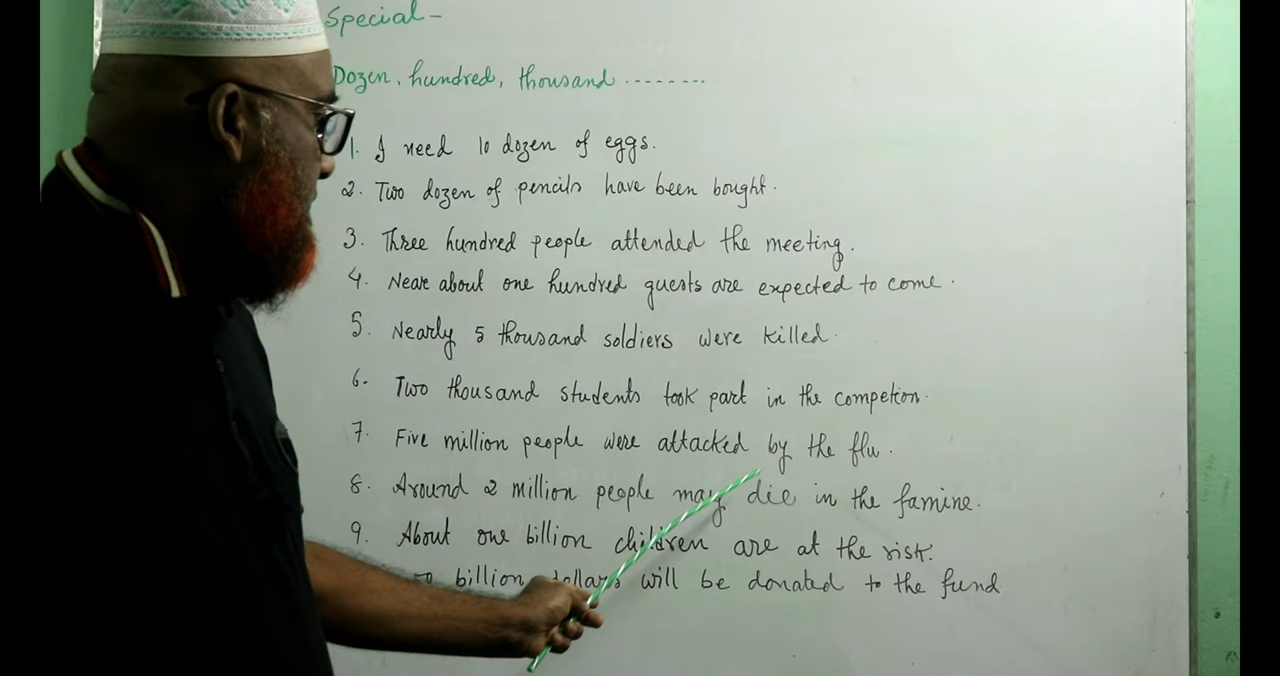 Special -
Dozen, hundred, thousand --------
1. I need 10 dozen of eggs.
2. Two dozen of pencils have been bought.
3. Three hundred people attended the meeting.
4. Near about one hundred guests are expected to come.
5. Nearly 5 thousand soldiers were killed.
6. Two thousand students took part in the competion.
7. Five million people were attacked by the flu.
8. Around 2 million people may die in the famine.
9. About one billion children are at the risk.
billion dollars will be donated to the fund